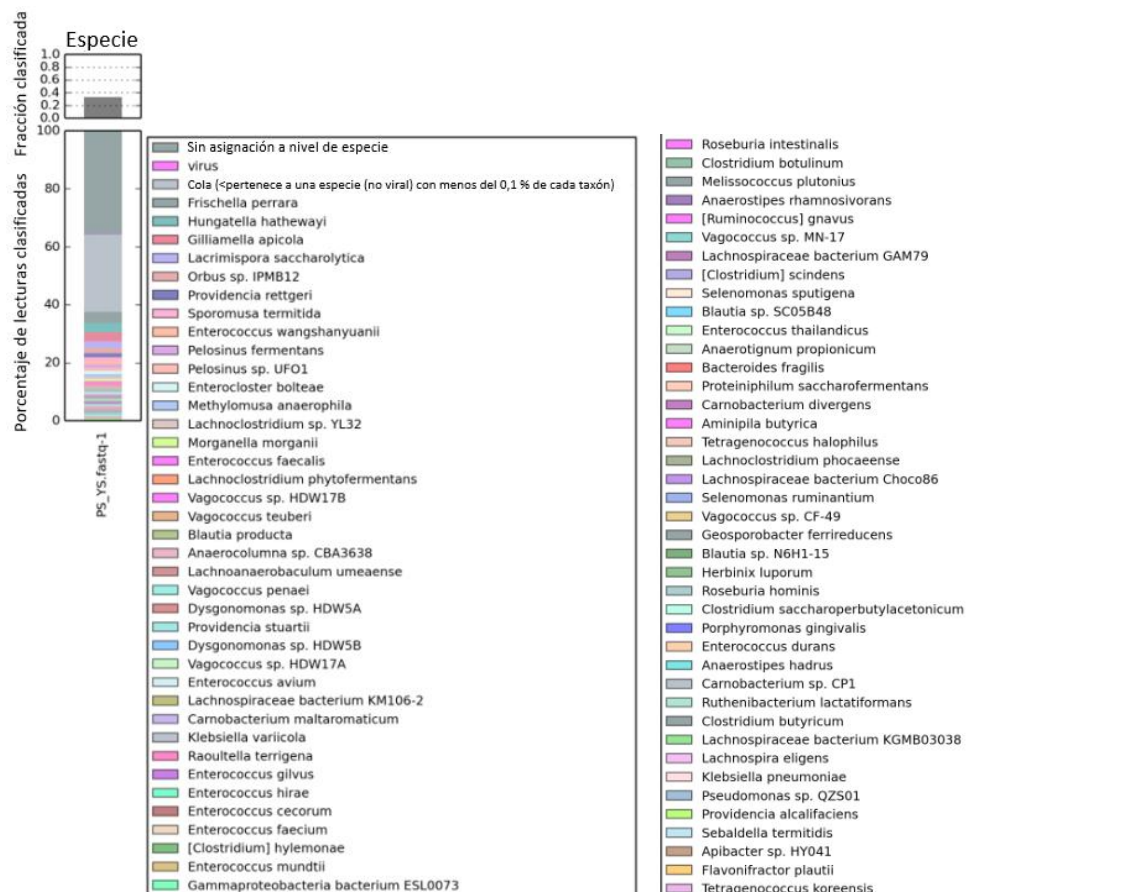 Especie
Fracción clasificada
1.0
0.8
0.6
0.4
0.2
0.0
Porcentaje de lecturas clasificadas
100
80
60
40
20
0
PS_YS.fastq-1
Sin asignación a nivel de especie
virus
Cola (<pertenece a una especie (no viral) con menos del 0,1 % de cada taxón)
Frischella perrara
Hungatella hathewayi
Gilliamella apicola
Lacrimispora saccharolytica
Orbus sp. IPMB12
Providencia rettgeri
Sporomusa termitida
Enterococcus wangshanyuanii
Pelosinus fermentans
Pelosinus sp. UFO1
Enterocloster bolteae
Methylomusa anaerophila
Lachnoclostridium sp. YL32
Morganella morganii
Enterococcus faecalis
Lachnoclostridium phytofermentans
Vagococcus sp. HDW17B
Vagococcus teuberi
Blautia producta
Anaerocolumna sp. CBA3638
Lachnoanaerobaculum umeaense
Vagococcus penaei
Dysgonomonas sp. HDW5A
Providencia stuartii
Dysgonomonas sp. HDW5B
Vagococcus sp. HDW17A
Enterococcus avium
Lachnospiraceae bacterium KM106-2
Carnobacterium maltaromaticum
Klebsiella variicola
Raoultella terrigena
Enterococcus gilvus
Enterococcus hirae
Enterococcus cecorum
Enterococcus faecium
[Clostridium] hylemonae
Enterococcus mundtii
Gammaproteobacteria bacterium ESL0073
Roseburia intestinalis
Clostridium botulinum
Melissococcus plutonius
Anaerostipes rhamnosivorans
[Ruminococcus] gnavus
Vagococcus sp. MN-17
Lachnospiraceae bacterium GAM79
[Clostridium] scindens
Selenomonas sputigena
Blautia sp. SC05B48
Enterococcus thailandicus
Anaerotignum propionicum
Bacteroides fragilis
Proteiniphilum saccharofermentans
Carnobacterium divergens
Aminipila butyrica
Tetragenococcus halophilus
Lachnoclostridium phocaeense
Lachnospiraceae bacterium Choco86
Selenomonas ruminantium
Vagococcus sp. CF-49
Geosporobacter ferrireducens
Blautia sp. N6H1-15
Herbinix luporum
Roseburia hominis
Clostridium saccharoperbutylacetonicum
Porphyromonas gingivalis
Enterococcus durans
Anaerostipes hadrus
Carnobacterium sp. CP1
Ruthenibacterium lactatiformans
Clostridium butyricum
Lachnospiraceae bacterium KGMB03038
Lachnospira eligens
Klebsiella pneumoniae
Pseudomonas sp. QZS01
Providencia alcalifaciens
Sebaldella termitidis
Apibacter sp. HY041
Flavonifractor plautii
Tetragenococcus koreensis